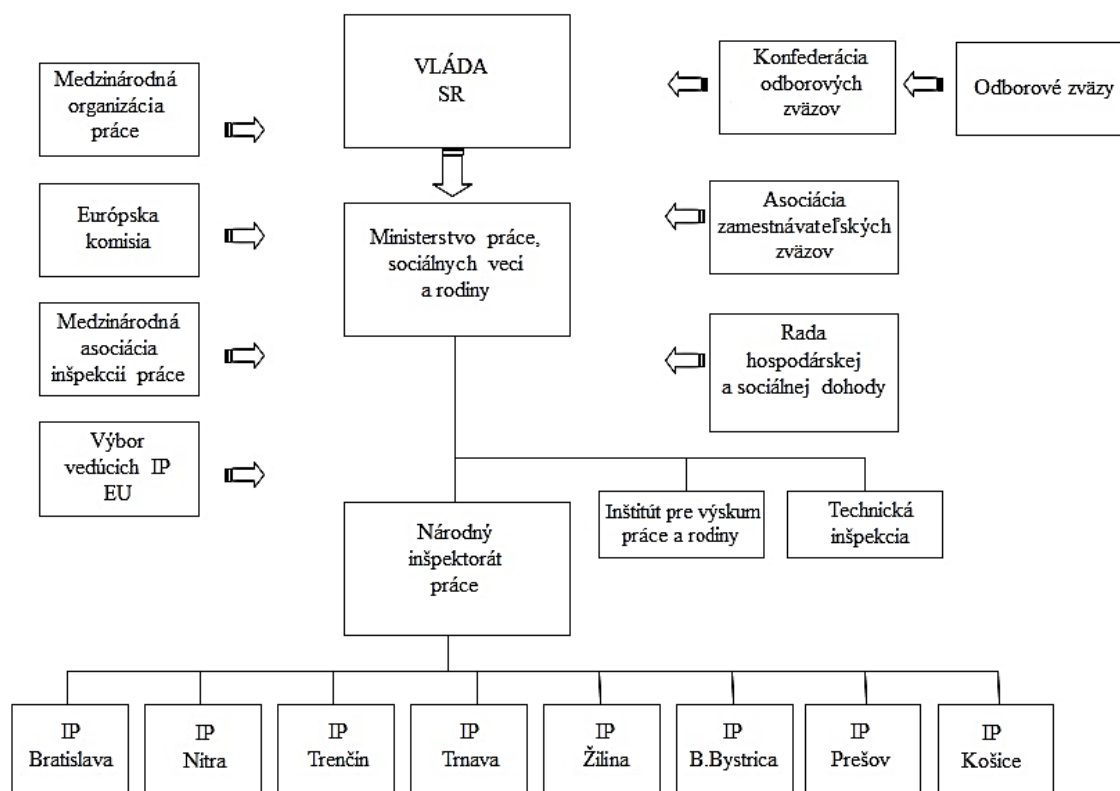 VLÁDA
SR
Medzinárodná
organizácia
práce
Konfederácia
odborových
zväzov
Odborové zväzy
Európska
komisia
Ministerstvo práce,
sociálnych vecí
a rodiny
Asociácia
zamestnávateľských
zväzov
Medzinárodná
asociácia
inšpekcií práce
Rada
hospodárskej
a sociálnej dohody
Výbor
vedúcich IP
EU
Národný
inšpektorát
práce
Inštitút pre výskum
práce a rodiny
Technická
inšpekcia
IP
Bratislava
IP
Nitra
IP
Trenčín
IP
Trnava
IP
Žilina
IP
B.Bystrica
IP
Prešov
IP
Košice